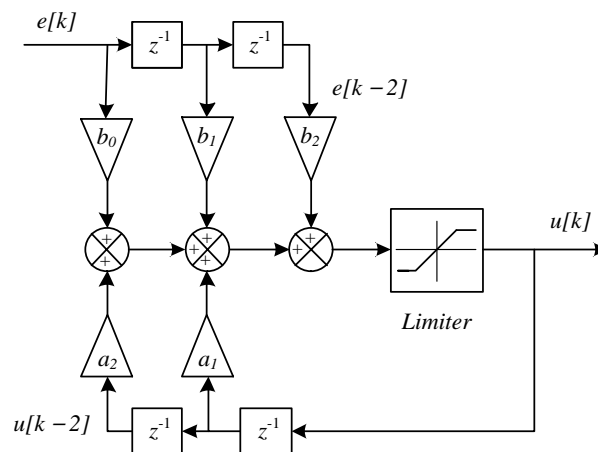 e[k]
z⁻¹
z⁻¹
e[k − 2]
b₀
b₁
b₂
+
+
+
+
+
+
+
u[k]
Limiter
a₂
a₁
u[k − 2]
z⁻¹
z⁻¹